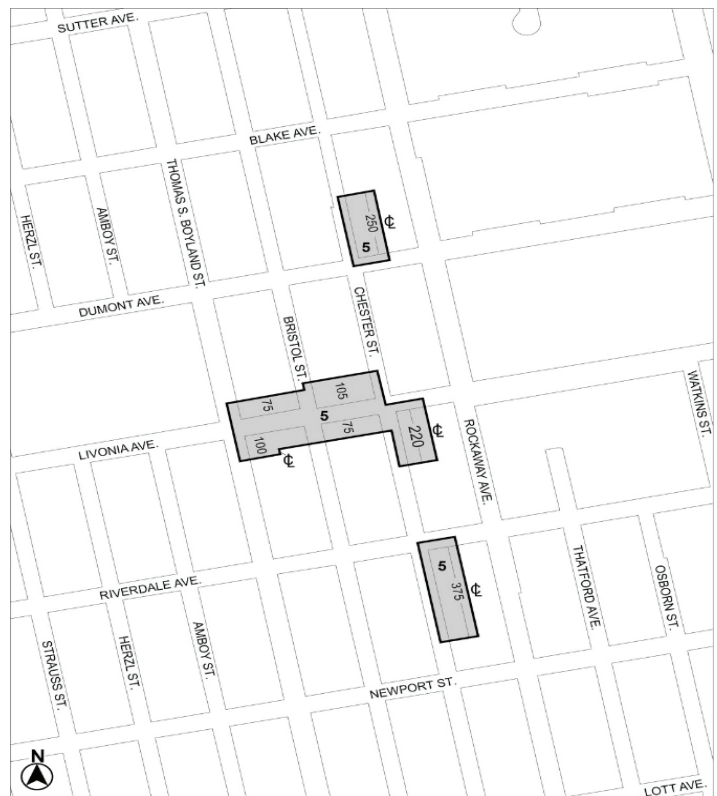 SUTTER AVE.
BLAKE AVE.
THOMAS S. BOYLAND ST.
HERZL ST.
AMBOY ST.
250
℄
5
DUMONT AVE.
CHESTER ST.
BRISTOL ST.
75
105
5
WATKINS ST.
LIVONIA AVE.
100
75
℄
220
℄
ROCKAWAY AVE.
RIVERDALE AVE.
5
375
℄
THATFORD AVE.
OSBORN ST.
STRAUSS ST.
HERZL ST.
AMBOY ST.
NEWPORT ST.
N
LOTT AVE.